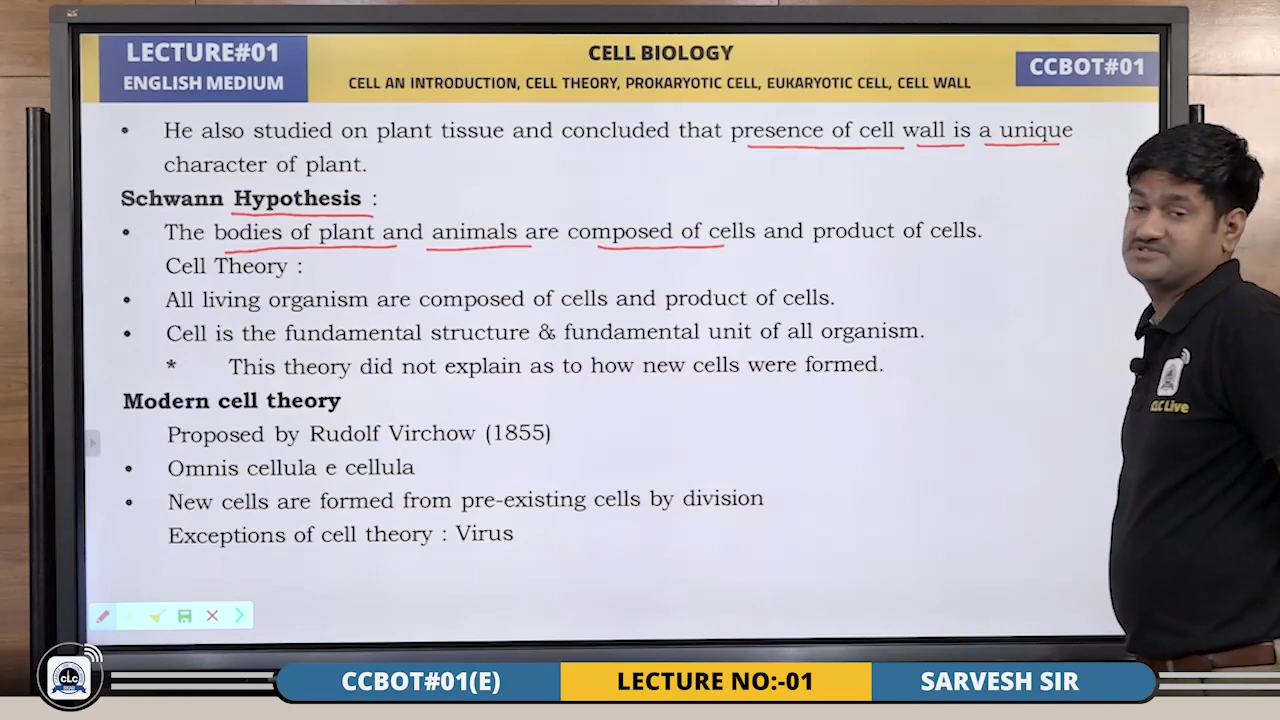 LECTURE#01
ENGLISH MEDIUM
CELL BIOLOGY
CELL AN INTRODUCTION, CELL THEORY, PROKARYOTIC CELL, EUKARYOTIC CELL, CELL WALL
CCBOT#01
• He also studied on plant tissue and concluded that presence of cell wall is a unique
character of plant.
Schwann Hypothesis :
• The bodies of plant and animals are composed of cells and product of cells.
Cell Theory :
• All living organism are composed of cells and product of cells.
• Cell is the fundamental structure & fundamental unit of all organism.
* This theory did not explain as to how new cells were formed.
Modern cell theory
Proposed by Rudolf Virchow (1855)
• Omnis cellula e cellula
• New cells are formed from pre-existing cells by division
Exceptions of cell theory : Virus
CLC Live
CLC
CCBOT#01(E)
LECTURE NO:-01
SARVESH SIR